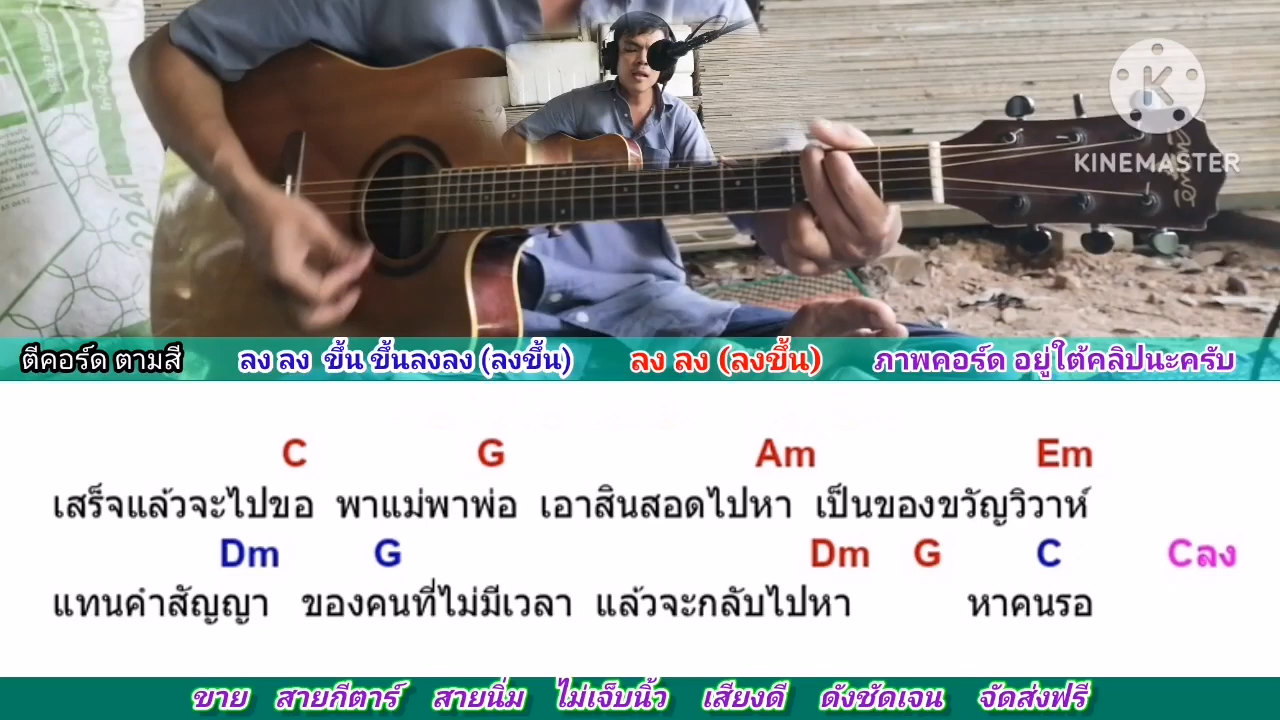 KINEMASTER
ตีคอร์ด ตามสี ลง ลง ขึ้น ขึ้นลงลง (ลงขึ้น) ลง ลง (ลงขึ้น) ภาพคอร์ด อยู่ใต้คลิปนะครับ
C G Am Em
เสร็จแล้วจะไปขอ พาแม่พาพ่อ เอาสินสอดไปหา เป็นของขวัญวิวาห์
Dm G Dm G C Cลง
แทนคำสัญญา ของคนที่ไม่มีเวลา แล้วจะกลับไปหา หาคนรอ
ขาย สายกีตาร์ สายนิ่ม ไม่เจ็บนิ้ว เสียงดี ดังชัดเจน จัดส่งฟรี